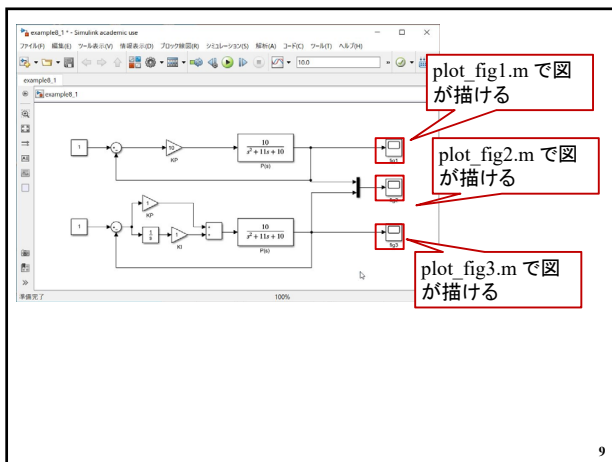 example8_1 * - Simulink academic use
ファイル(F) 編集(E) ツール表示(V) 情報表示(D) ブロック線図(R) シミュレーション(S) 解析(A) コード(C) ツール(T) ヘルプ(H)
10.0
example8_1
example8_1
plot_fig1.m で図
が描ける
1
10
KP
10
s² + 11s + 10
P(s)
fig1
plot_fig2.m で図
が描ける
1
KP
1
1
s
1
KI
10
s² + 11s + 10
P(s)
fig3
plot_fig3.m で図
が描ける
準備完了
100%
9